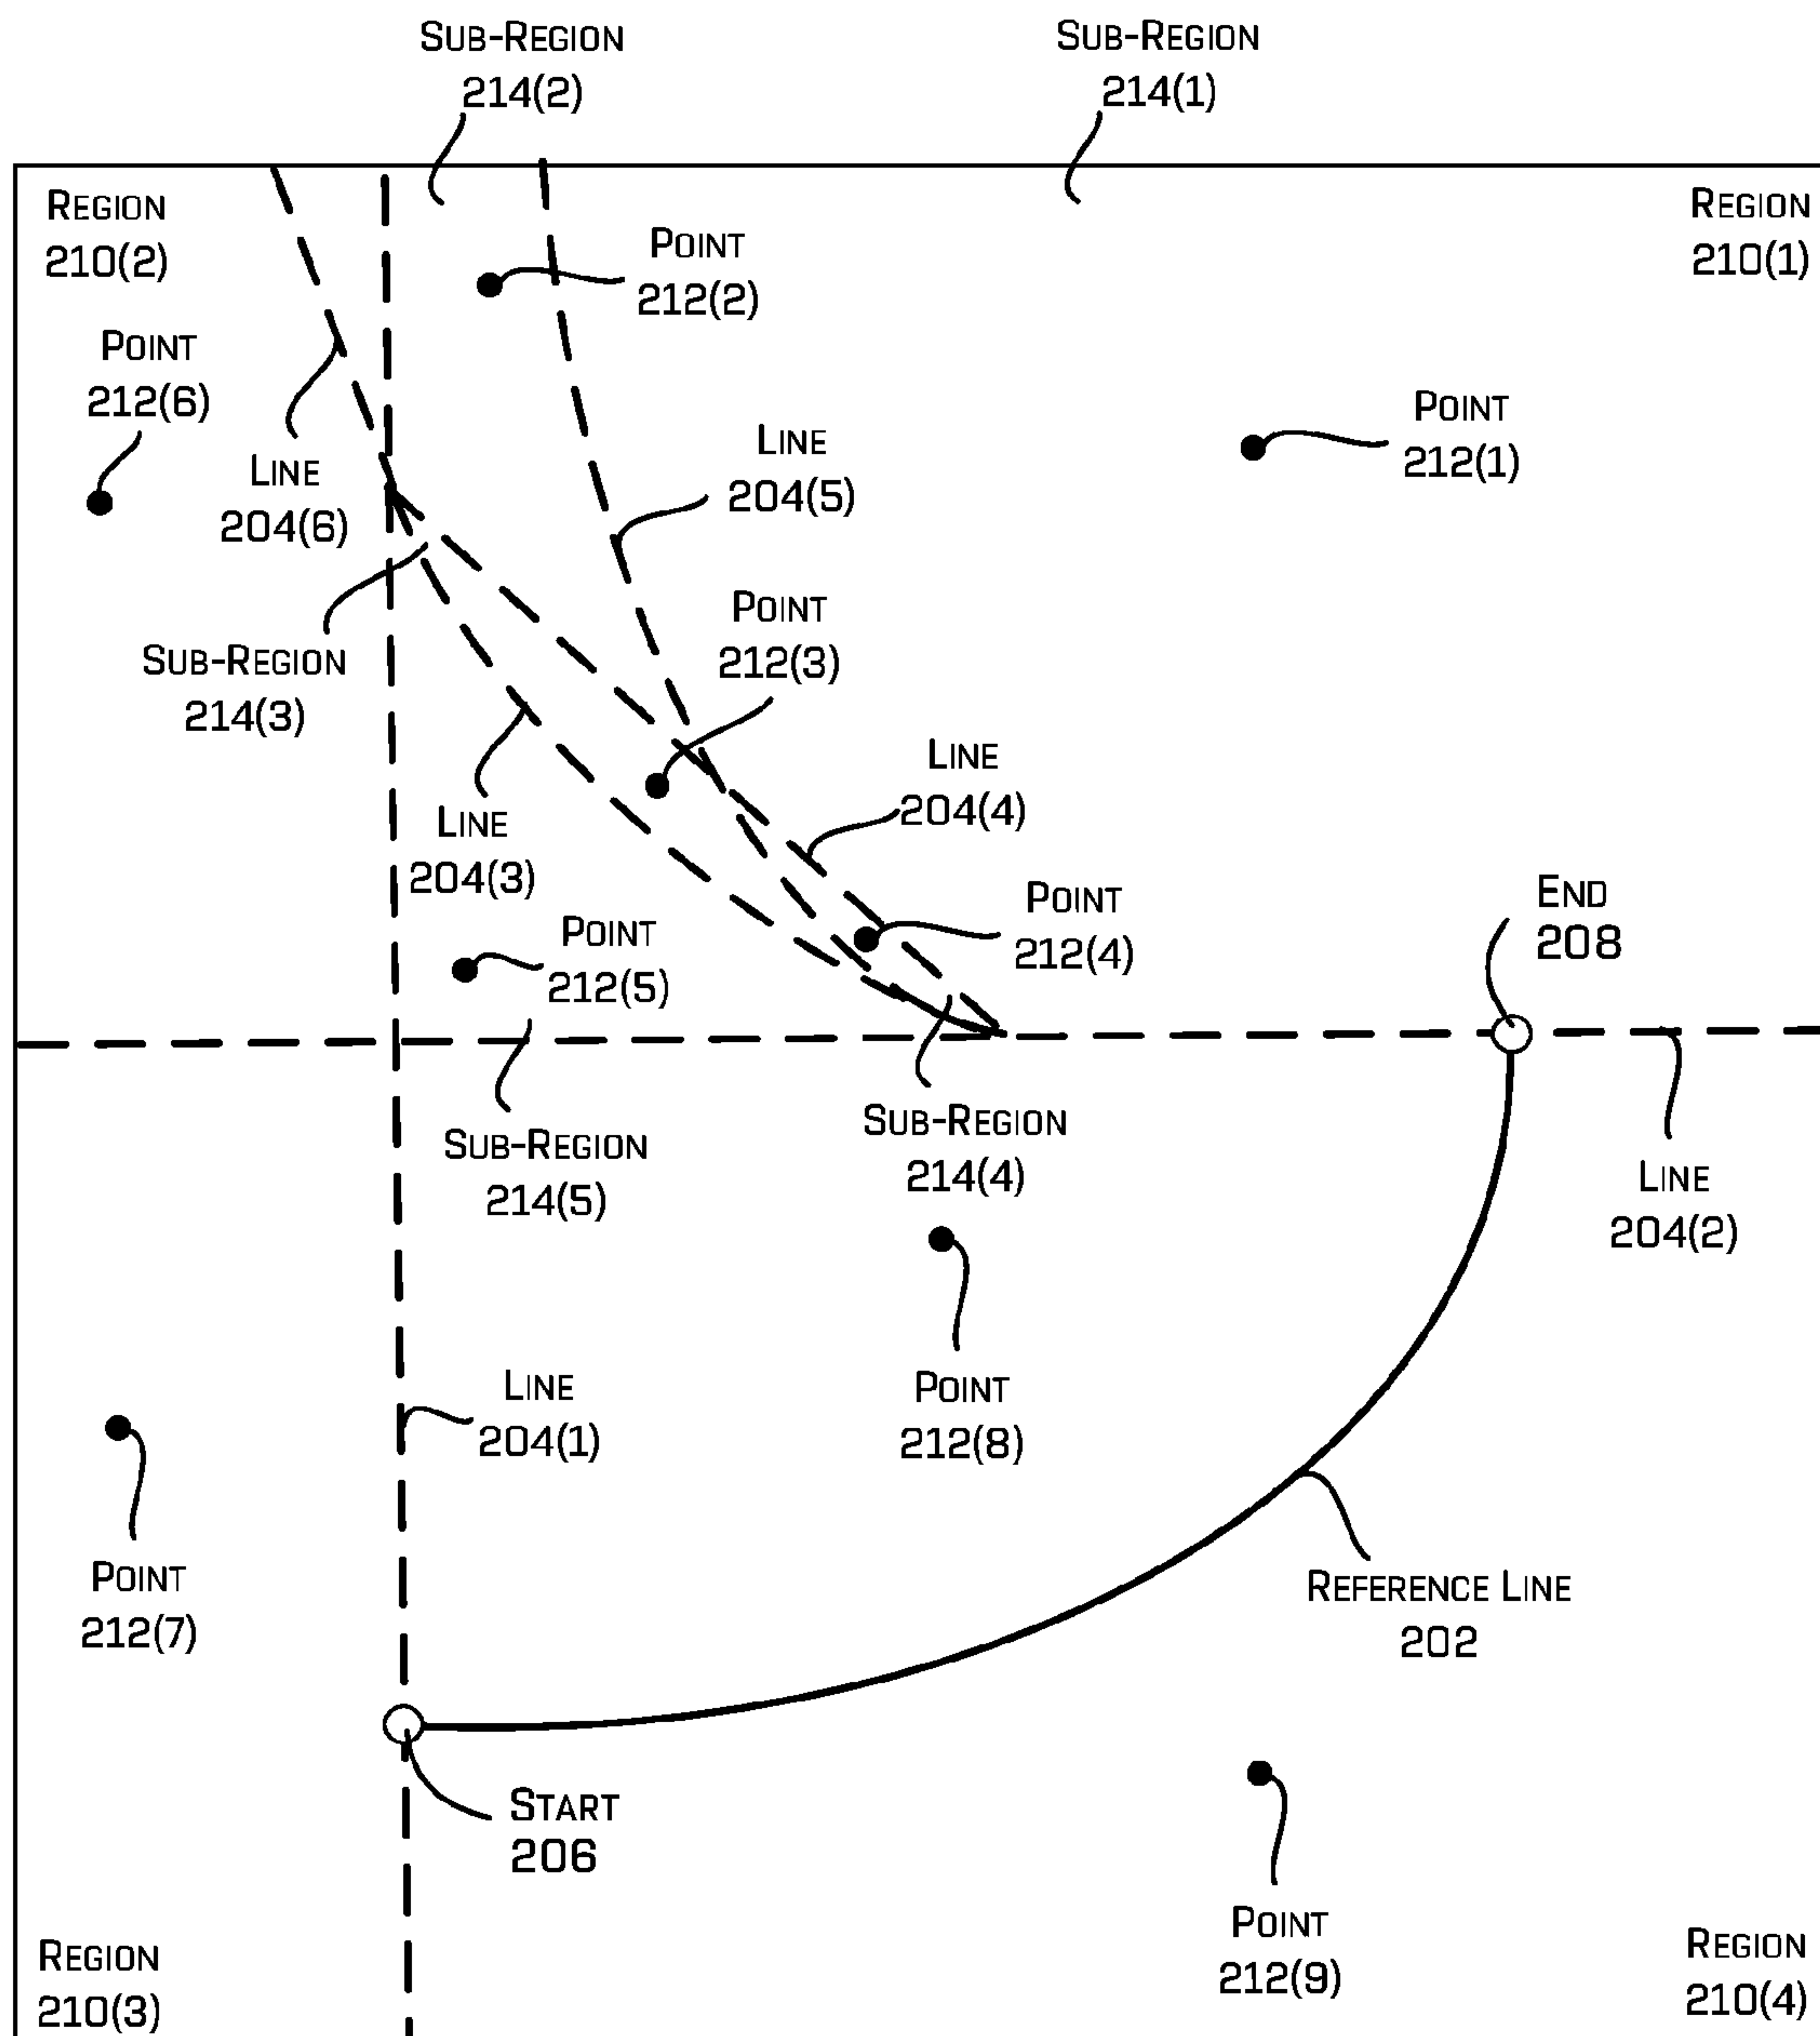 Sub-Region
214(2)
Sub-Region
214(1)
Region
210(2)
Region
210(1)
Point
212(2)
Point
212(6)
Point
212(1)
Line
204(6)
Line
204(5)
Point
212(3)
Sub-Region
214(3)
Line
204(4)
Line
204(3)
End
208
Point
212(4)
Point
212(5)
Sub-Region
214(4)
Sub-Region
214(5)
Line
204(2)
Line
204(1)
Point
212(8)
Point
212(7)
Reference Line
202
Start
206
Point
212(9)
Region
210(3)
Region
210(4)